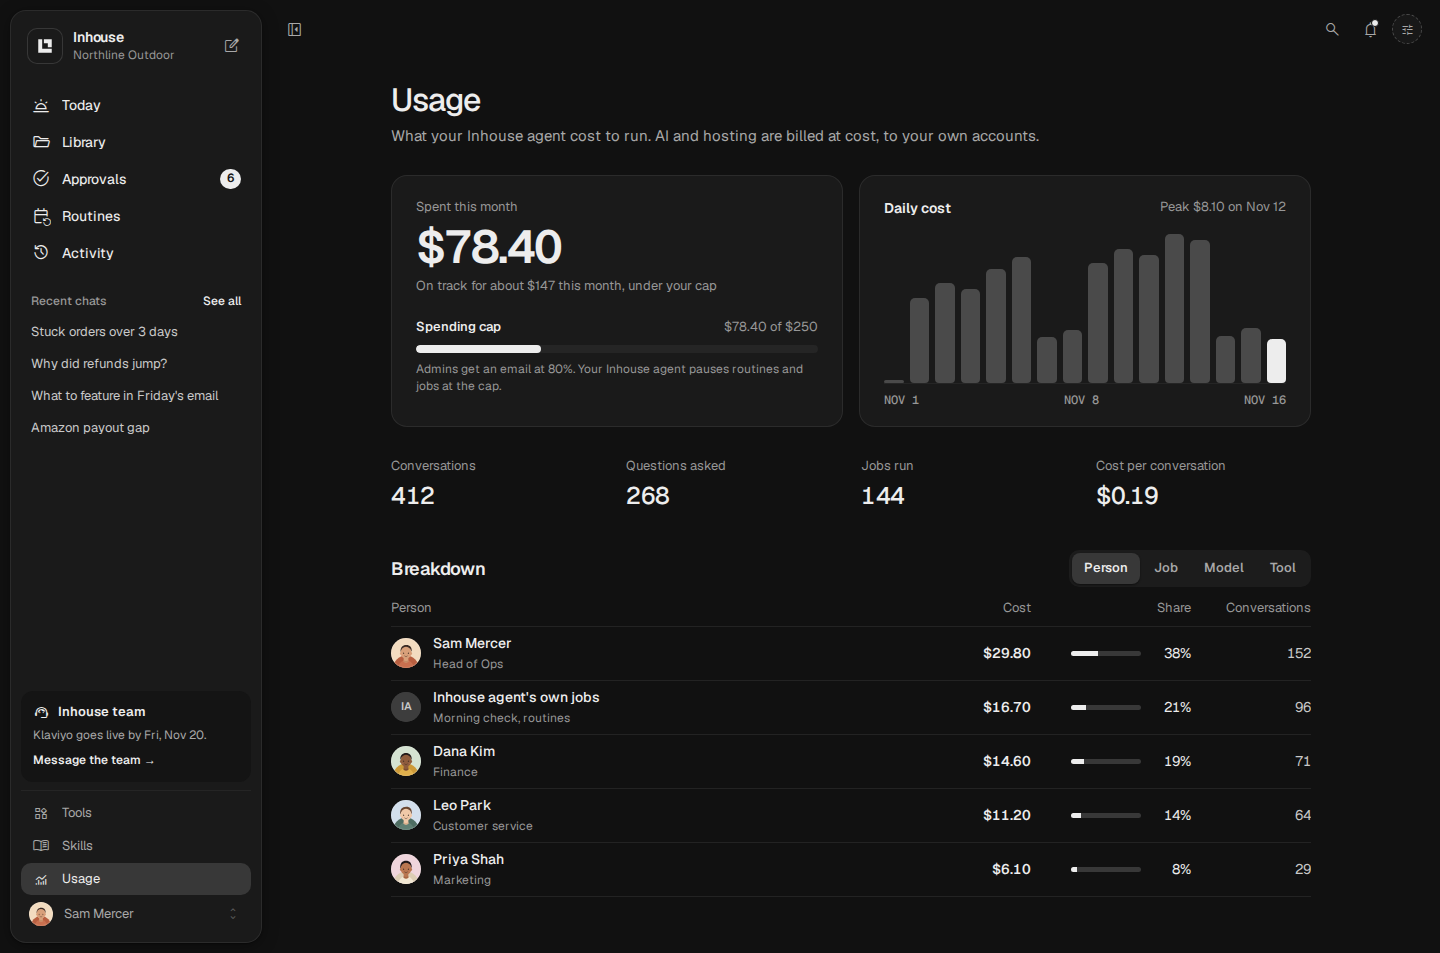 Inhouse
Northline Outdoor
Today
Library
Approvals 6
Routines
Activity
Recent chats See all
Stuck orders over 3 days
Why did refunds jump?
What to feature in Friday's email
Amazon payout gap
Inhouse team
Klaviyo goes live by Fri, Nov 20.
Message the team →
Tools
Skills
Usage
Sam Mercer
Usage
What your Inhouse agent cost to run. AI and hosting are billed at cost, to your own accounts.
Spent this month
$78.40
On track for about $147 this month, under your cap
Spending cap $78.40 of $250
Admins get an email at 80%. Your Inhouse agent pauses routines and
jobs at the cap.
Daily cost Peak $8.10 on Nov 12
NOV 1 NOV 8 NOV 16
Conversations Questions asked Jobs run Cost per conversation
412 268 144 $0.19
Breakdown Person Job Model Tool
Person Cost Share Conversations
Sam Mercer
Head of Ops
$29.80 38% 152
IA
Inhouse agent's own jobs
Morning check, routines
$16.70 21% 96
Dana Kim
Finance
$14.60 19% 71
Leo Park
Customer service
$11.20 14% 64
Priya Shah
Marketing
$6.10 8% 29